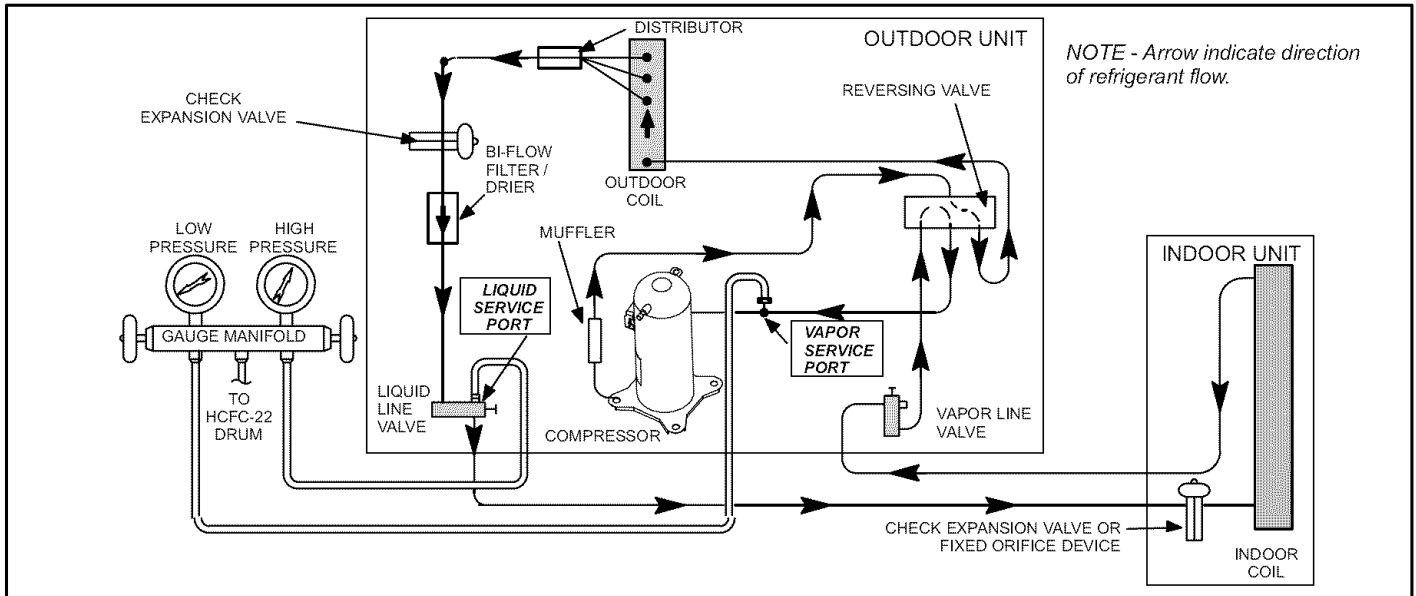 DISTRIBUTOR
OUTDOOR UNIT
NOTE - Arrow indicate direction
of refrigerant flow.
REVERSING VALVE
CHECK
EXPANSION VALVE
BI-FLOW
FILTER /
DRIER
OUTDOOR
COIL
LOW
PRESSURE
HIGH
PRESSURE
MUFFLER
INDOOR UNIT
LIQUID
SERVICE
PORT
GAUGE MANIFOLD
VAPOR
SERVICE
PORT
TO
HCFC-22
DRUM
LIQUID
LINE
VALVE
COMPRESSOR
VAPOR LINE
VALVE
CHECK EXPANSION VALVE OR
FIXED ORIFICE DEVICE
INDOOR
COIL